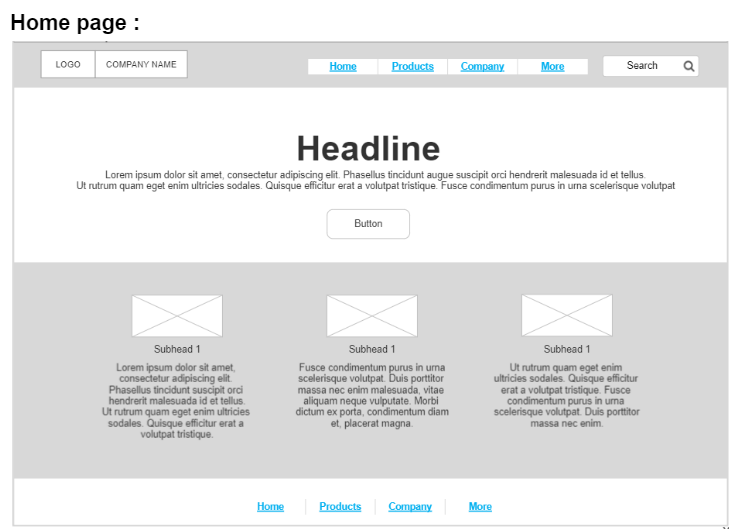 Home page :
LOGO COMPANY NAME Home Products Company More Search
Headline
Lorem ipsum dolor sit amet, consectetur adipiscing elit. Phasellus tincidunt augue suscipit orci hendrerit malesuada id et tellus.
Ut rutrum quam eget enim ultricies sodales. Quisque efficitur erat a volutpat tristique. Fusce condimentum purus in urna scelerisque volutpat
Button
Subhead 1
Lorem ipsum dolor sit amet,
consectetur adipiscing elit.
Phasellus tincidunt suscipit orci
hendrerit malesuada id et tellus.
Ut rutrum quam eget enim ultricies
sodales. Quisque efficitur erat a
volutpat tristique.
Subhead 1
Fusce condimentum purus in urna
scelerisque volutpat. Duis porttitor
massa nec enim malesuada, vitae
aliquam neque vulputate. Morbi
dictum ex porta, condimentum diam
et, placerat magna.
Subhead 1
Ut rutrum quam eget enim
ultricies sodales. Quisque efficitur
erat a volutpat tristique. Fusce
condimentum purus in urna
scelerisque volutpat. Duis porttitor
massa nec enim.
Home Products Company More